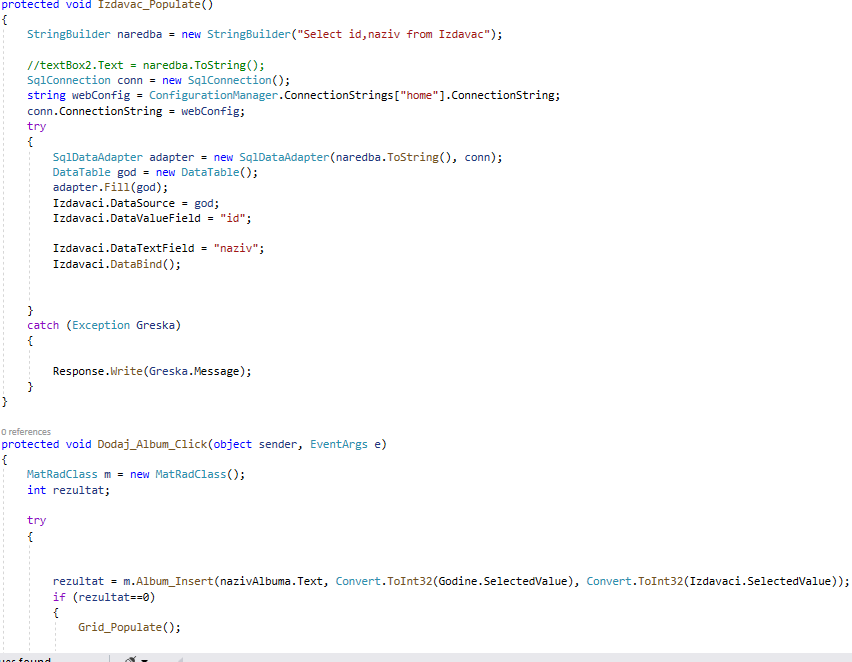 protected void Izdavac_Populate()
{
StringBuilder naredba = new StringBuilder("Select id,naziv from Izdavac");
//textBox2.Text = naredba.ToString();
SqlConnection conn = new SqlConnection();
string webConfig = ConfigurationManager.ConnectionStrings["home"].ConnectionString;
conn.ConnectionString = webConfig;
try
{
SqlDataAdapter adapter = new SqlDataAdapter(naredba.ToString(), conn);
DataTable god = new DataTable();
adapter.Fill(god);
Izdavaci.DataSource = god;
Izdavaci.DataValueField = "id";
Izdavaci.DataTextField = "naziv";
Izdavaci.DataBind();
}
catch (Exception Greska)
{
Response.Write(Greska.Message);
}
}
0 references
protected void Dodaj_Album_Click(object sender, EventArgs e)
{
MatRadClass m = new MatRadClass();
int rezultat;
try
{
rezultat = m.Album_Insert(nazivAlbuma.Text, Convert.ToInt32(Godine.SelectedValue), Convert.ToInt32(Izdavaci.SelectedValue));
if (rezultat==0)
{
Grid_Populate();
found